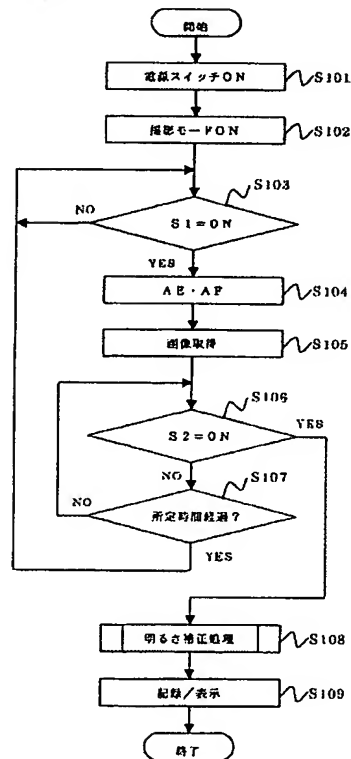 開始
電源スイッチON
S101
撮影モードON
S102
S103
NO
S1=ON
YES
AE・AF
S104
画像取得
S105
S106
YES
S2=ON
NO
S107
NO
所定時間経過?
YES
明るさ補正処理
S108
記録/表示
S109
終了